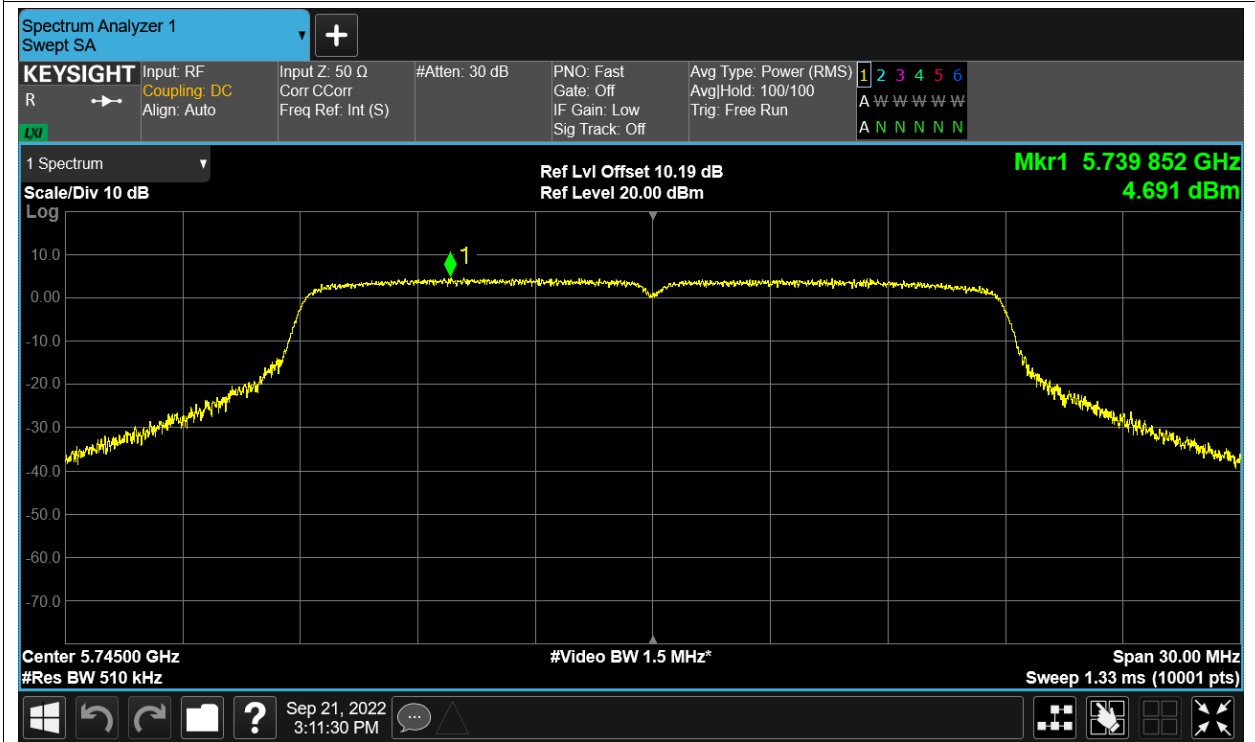 Spectrum Analyzer 1
Swept SA
KEYSIGHT
R
LXI
Input: RF
Coupling: DC
Align: Auto
Input Z: 50 Ω
Corr CCorr
Freq Ref: Int (S)
#Atten: 30 dB
PNO: Fast
Gate: Off
IF Gain: Low
Sig Track: Off
Avg Type: Power (RMS)
Avg|Hold: 100/100
Trig: Free Run
1 2 3 4 5 6
A W W W W W
A N N N N N
1 Spectrum
Scale/Div 10 dB
Log
Ref Lvl Offset 10.19 dB
Ref Level 20.00 dBm
Mkr1 5.739 852 GHz
4.691 dBm
1
10.0
0.00
-10.0
-20.0
-30.0
-40.0
-50.0
-60.0
-70.0
Center 5.74500 GHz
#Res BW 510 kHz
#Video BW 1.5 MHz*
Span 30.00 MHz
Sweep 1.33 ms (10001 pts)
?
Sep 21, 2022
3:11:30 PM